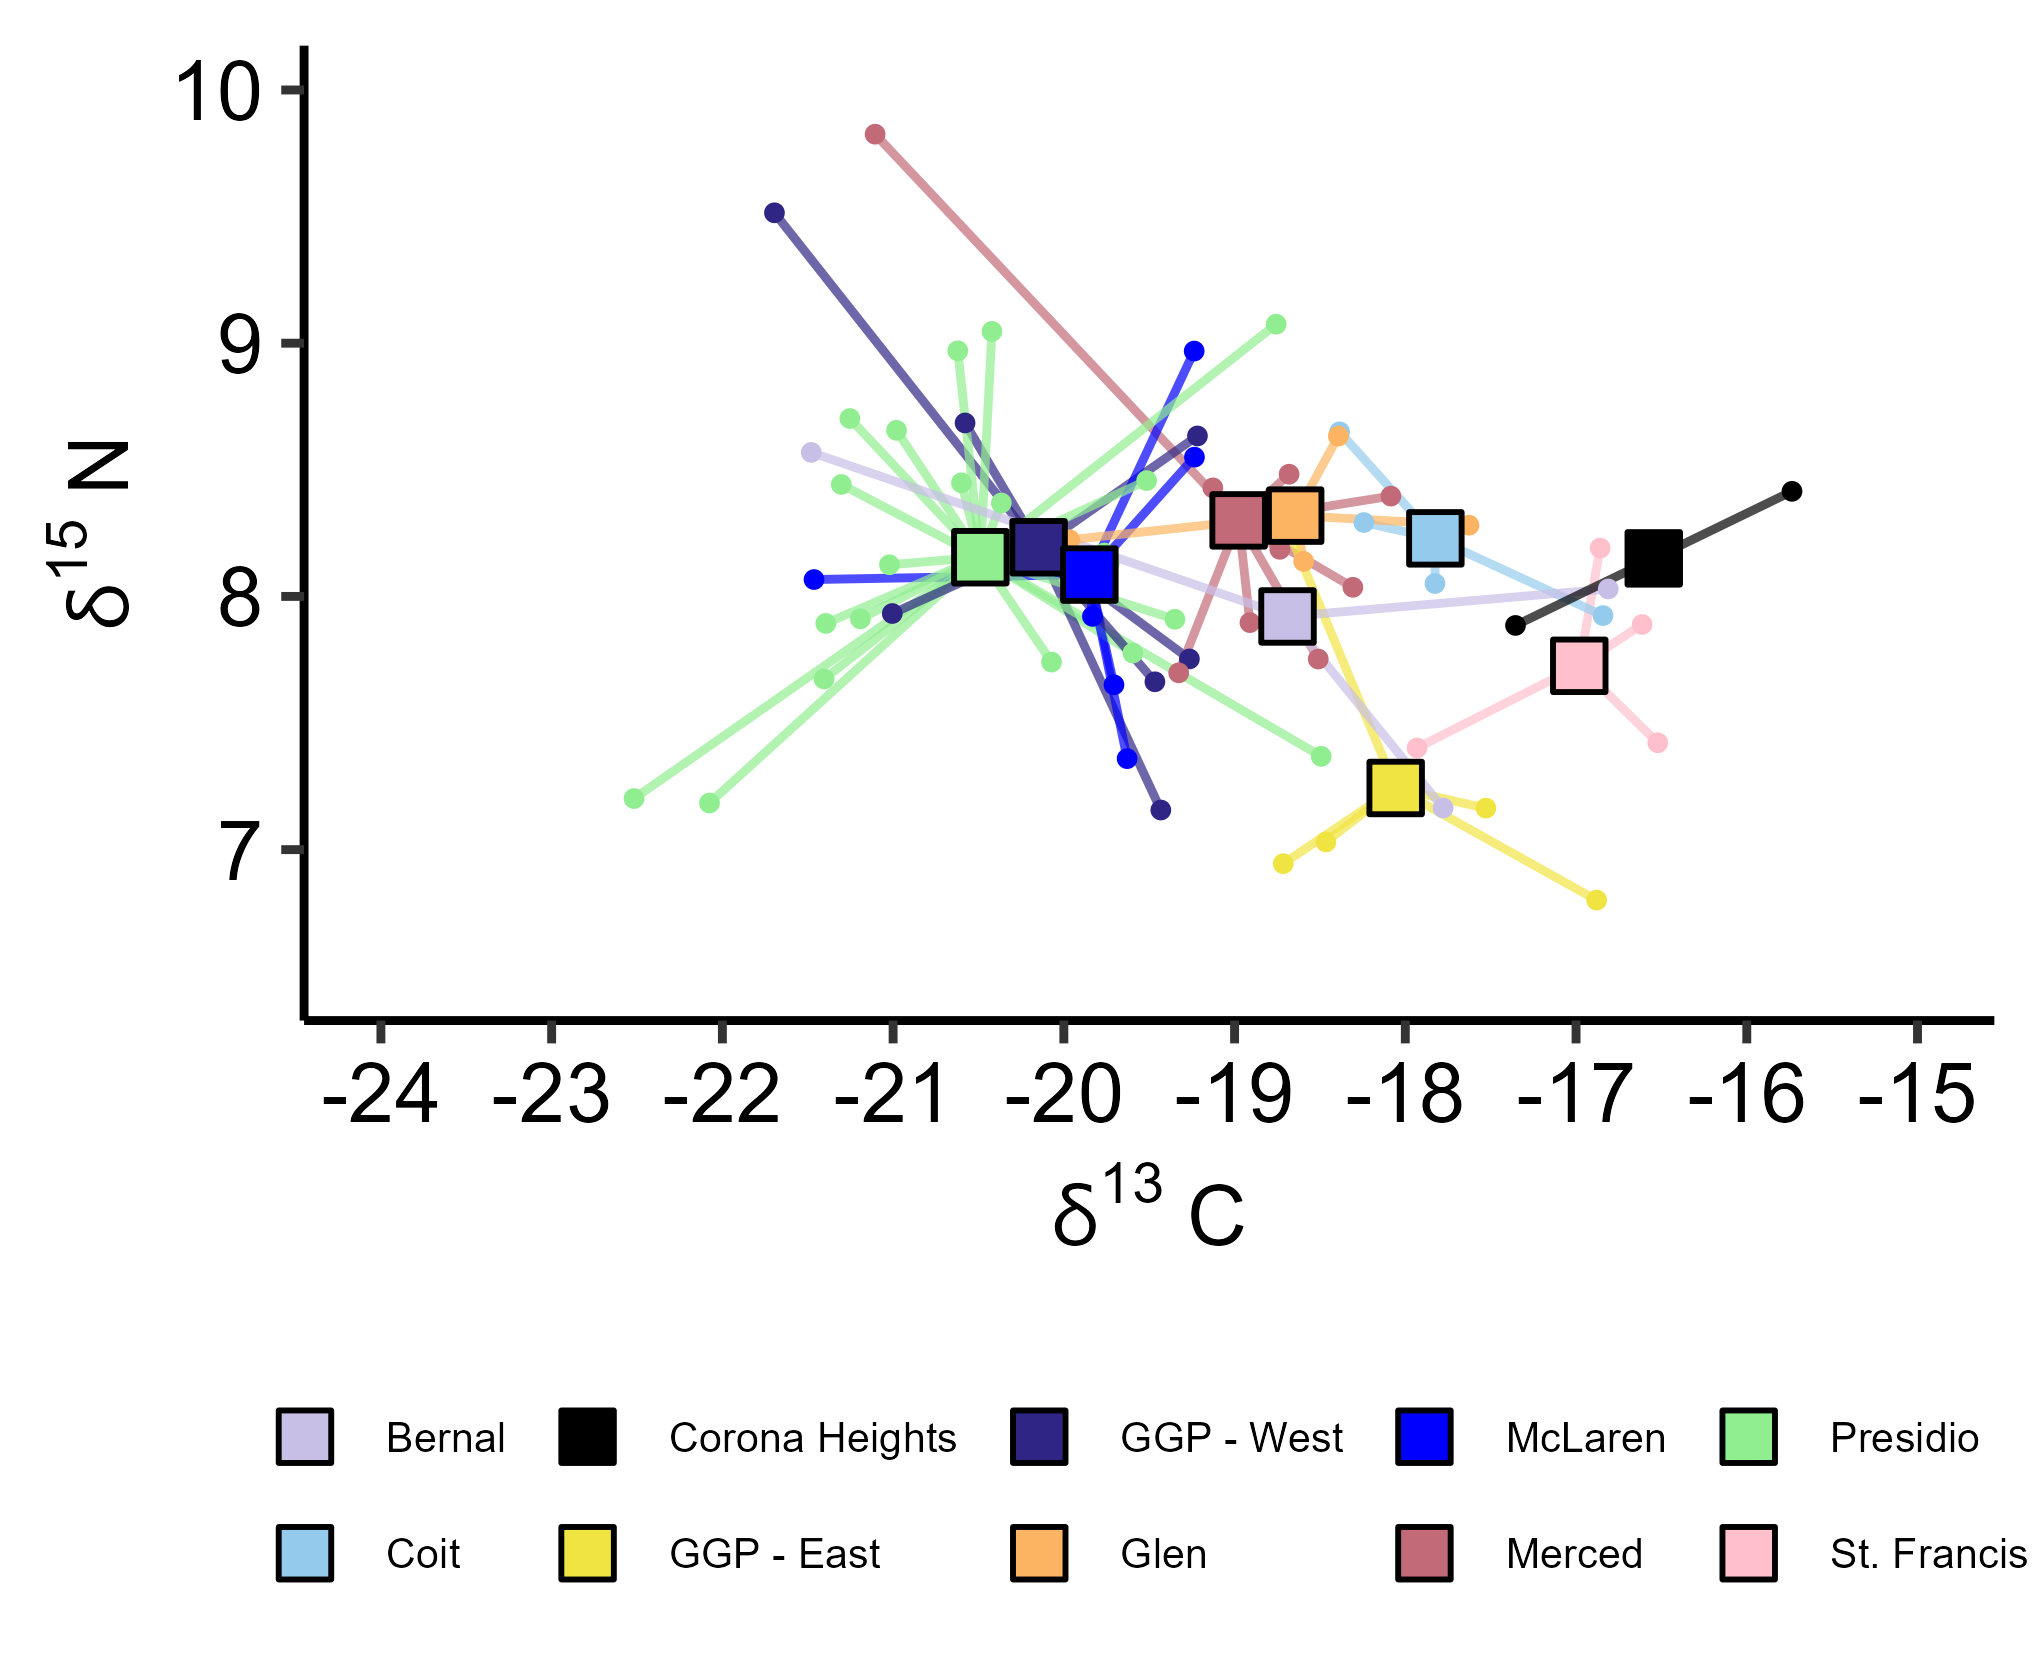 10
9
8
7
δ15 N
-24 -23 -22 -21 -20 -19 -18 -17 -16 -15
δ13 C
Bernal Corona Heights GGP - West McLaren Presidio
Coit GGP - East Glen Merced St. Francis